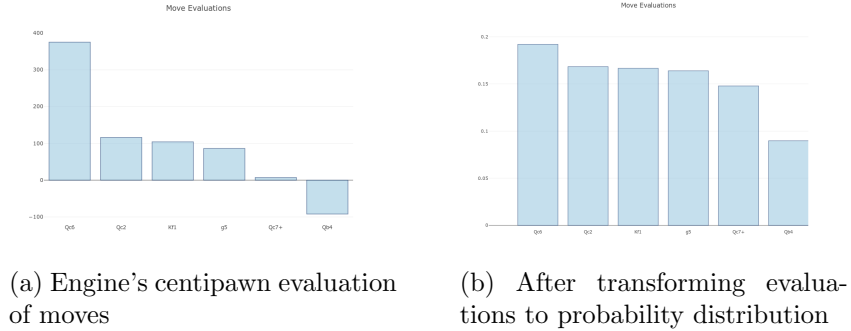 Move Evaluations
400
300
200
100
0
−100
Qc6 Qc2 Kf1 g5 Qc7+ Qb4
(a) Engine's centipawn evaluation
of moves
Move Evaluations
0.2
0.15
0.1
0.05
0
Qc6 Qc2 Kf1 g5 Qc7+ Qb4
(b) After transforming evalua-
tions to probability distribution